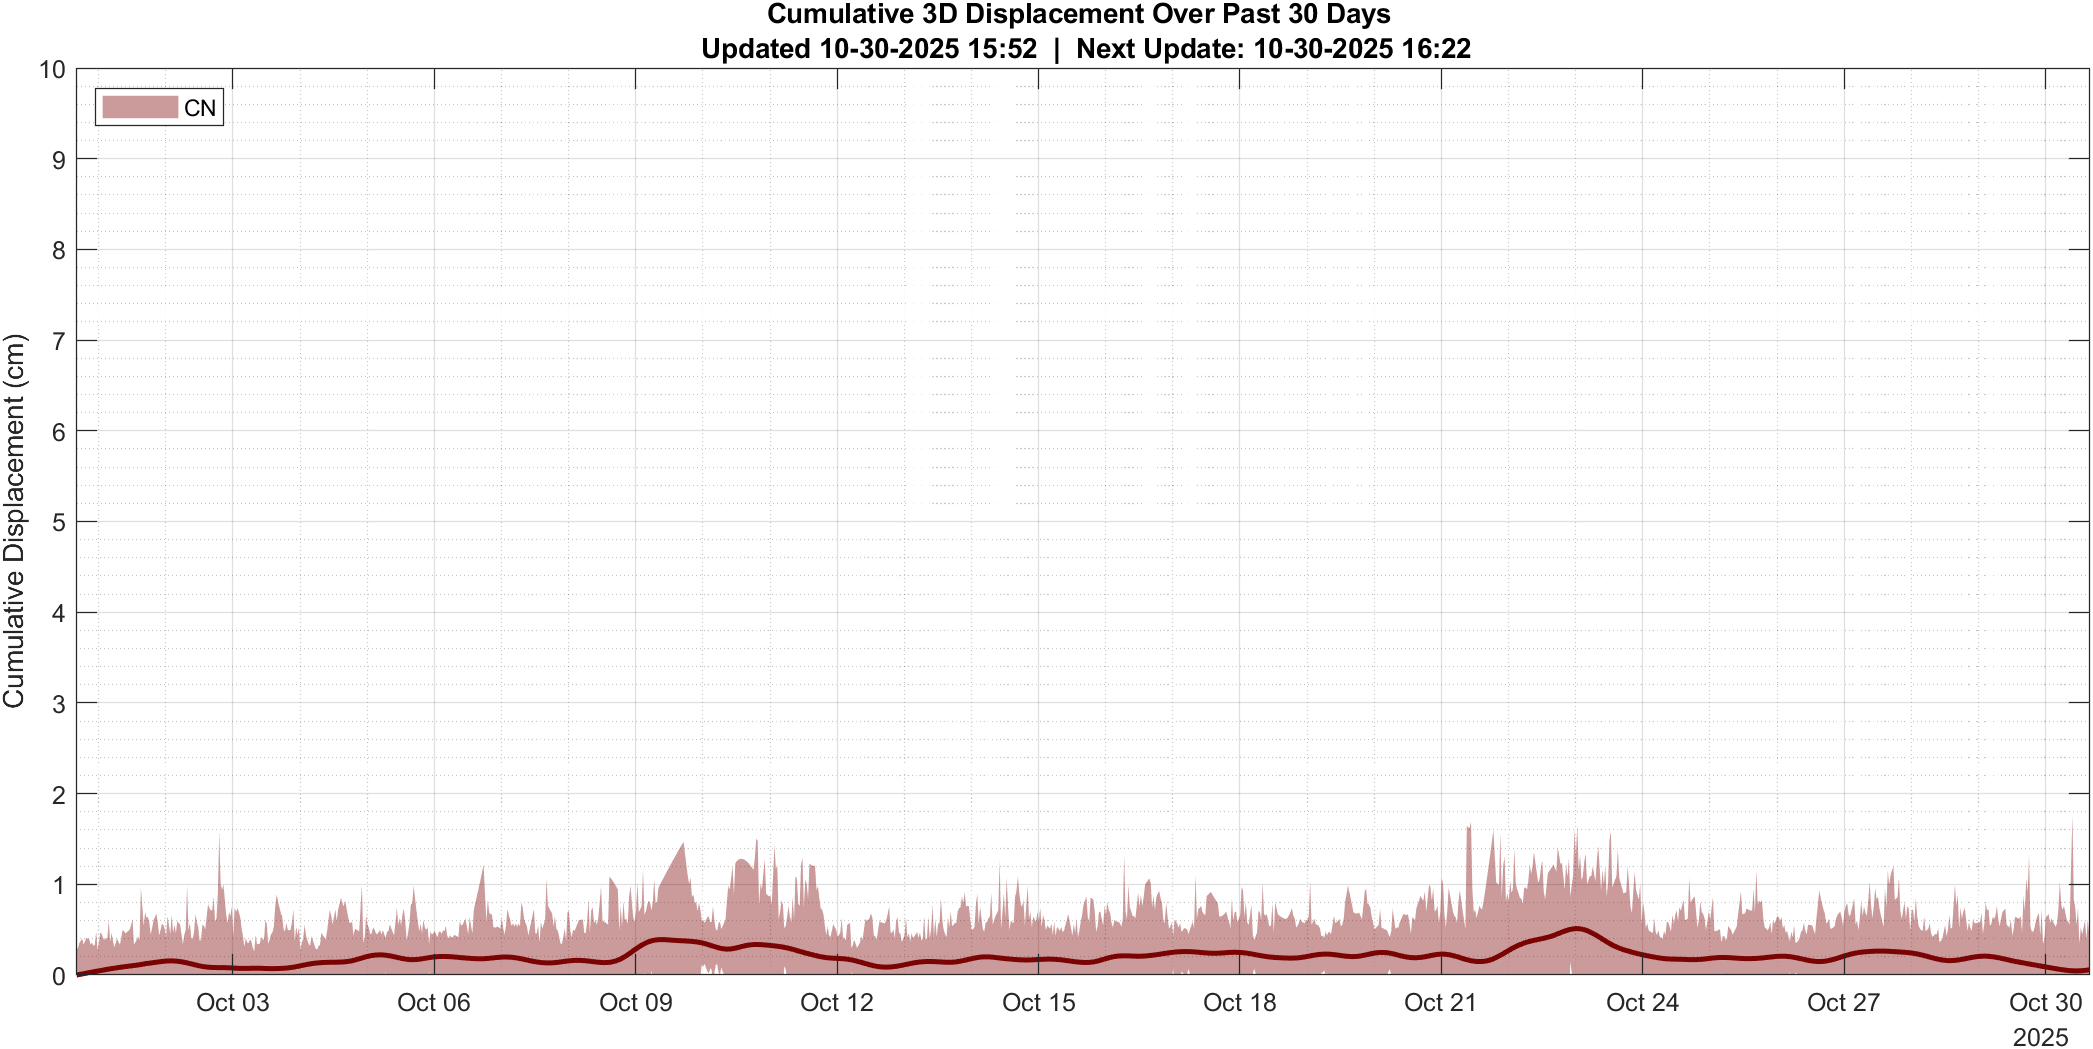 Cumulative 3D Displacement Over Past 30 Days
Updated 10-30-2025 15:52 | Next Update: 10-30-2025 16:22
CN
Cumulative Displacement (cm)
10
9
8
7
6
5
4
3
2
1
0
Oct 03 Oct 06 Oct 09 Oct 12 Oct 15 Oct 18 Oct 21 Oct 24 Oct 27 Oct 30
2025